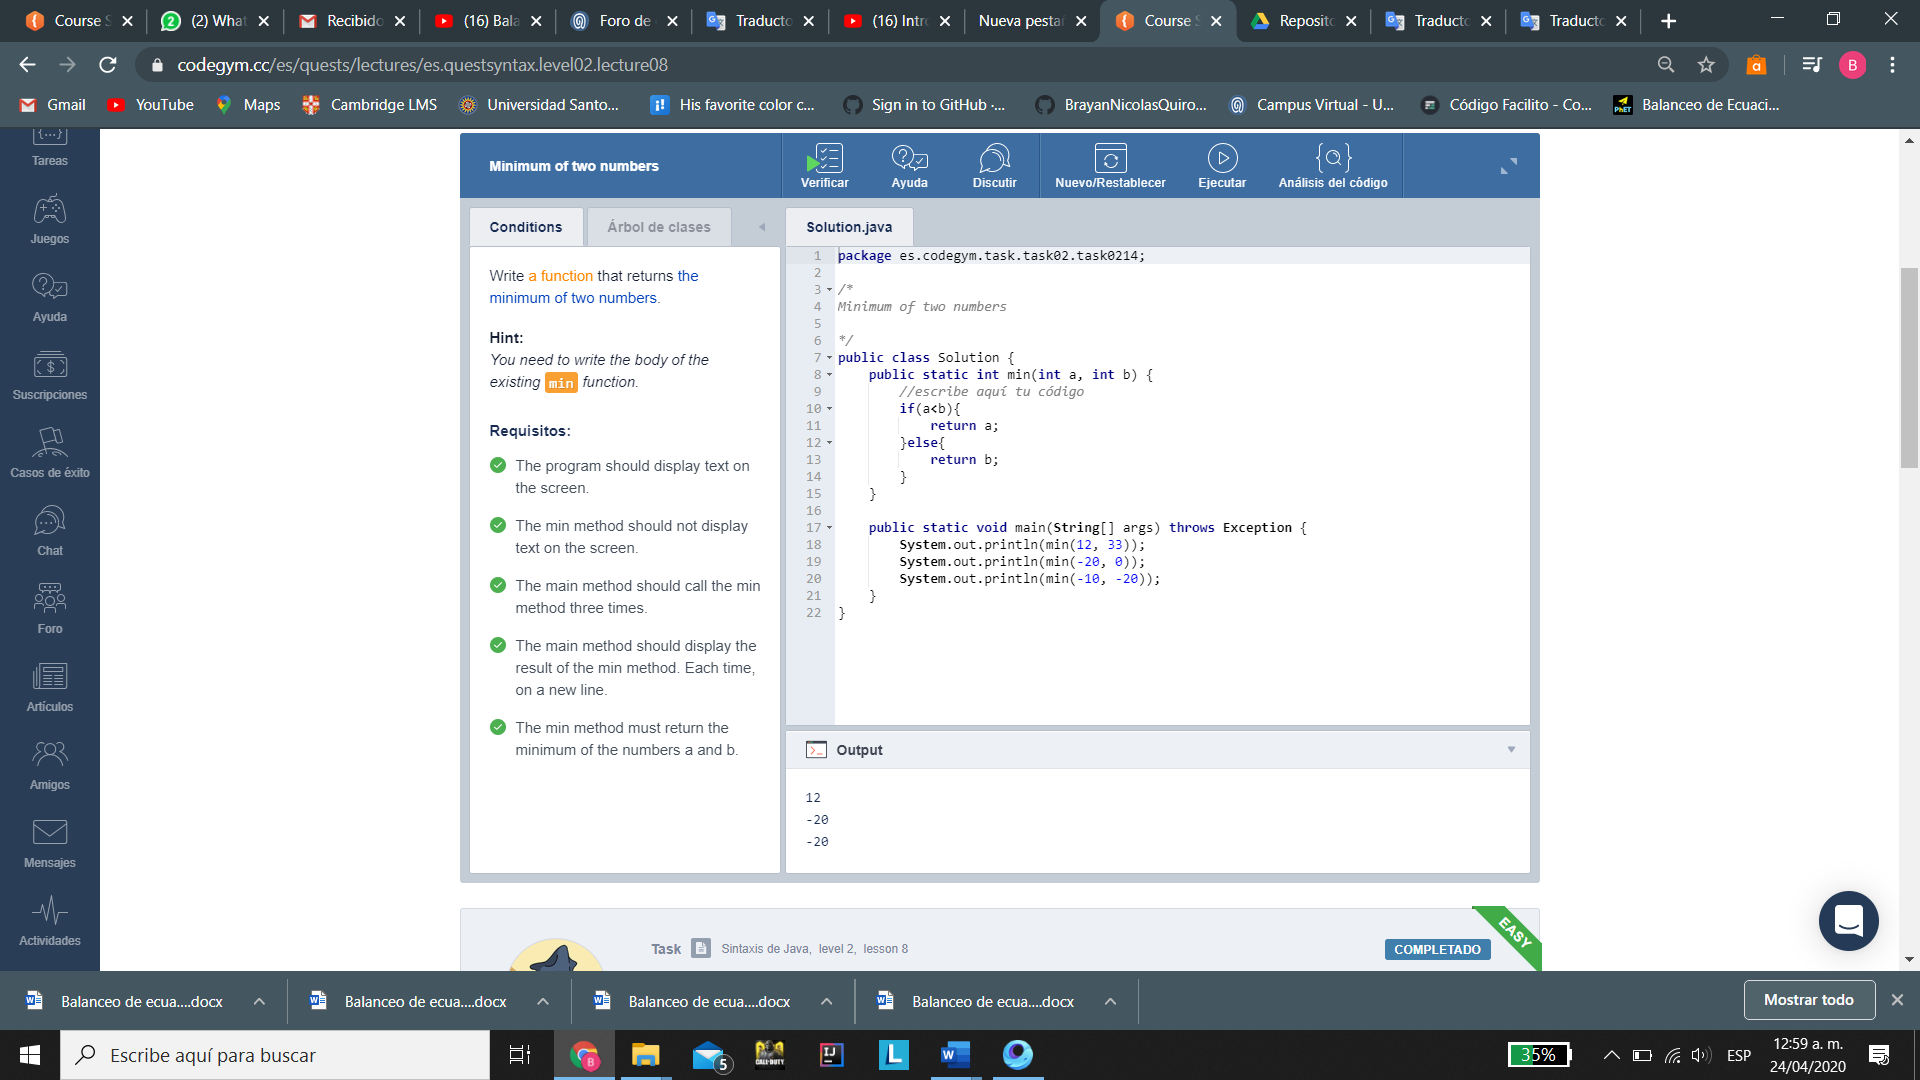 Course S
(2) What
Recibido
(16) Bala
Foro de
Traducto
(16) Intr
Nueva pesta
Course S
Reposito
Traducto
Traducto
codegym.cc/es/quests/lectures/es.questsyntax.level02.lecture08
B
Gmail
YouTube
Maps
Cambridge LMS
Universidad Santo...
His favorite color c...
Sign in to GitHub ·...
BrayanNicolasQuiro...
Campus Virtual - U...
Código Facilito - Co...
Balanceo de Ecuaci...
Tareas
Juegos
Ayuda
Suscripciones
Casos de éxito
Chat
Foro
Artículos
Amigos
Mensajes
Actividades
Minimum of two numbers
Verificar
Ayuda
Discutir
Nuevo/Restablecer
Ejecutar
Análisis del código
Conditions
Árbol de clases
Write a function that returns the
minimum of two numbers.
Hint:
You need to write the body of the
existing min function.
Requisitos:
The program should display text on
the screen.
The min method should not display
text on the screen.
The main method should call the min
method three times.
The main method should display the
result of the min method. Each time,
on a new line.
The min method must return the
minimum of the numbers a and b.
Solution.java
1 package es.codegym.task.task02.task0214;
2
3 /*
4 Minimum of two numbers
5
6 */
7 public class Solution {
8 public static int min(int a, int b) {
9 //escribe aquí tu código
10 if(a<b){
11 return a;
12 }else{
13 return b;
14 }
15 }
16
17 public static void main(String[] args) throws Exception {
18 System.out.println(min(12, 33));
19 System.out.println(min(-20, 0));
20 System.out.println(min(-10, -20));
21 }
22 }
Output
12
-20
-20
Task Sintaxis de Java, level 2, lesson 8
COMPLETADO
EASY
Balanceo de ecua....docx
Balanceo de ecua....docx
Balanceo de ecua....docx
Balanceo de ecua....docx
Mostrar todo
Escribe aquí para buscar
5
35%
ESP
12:59 a. m.
24/04/2020